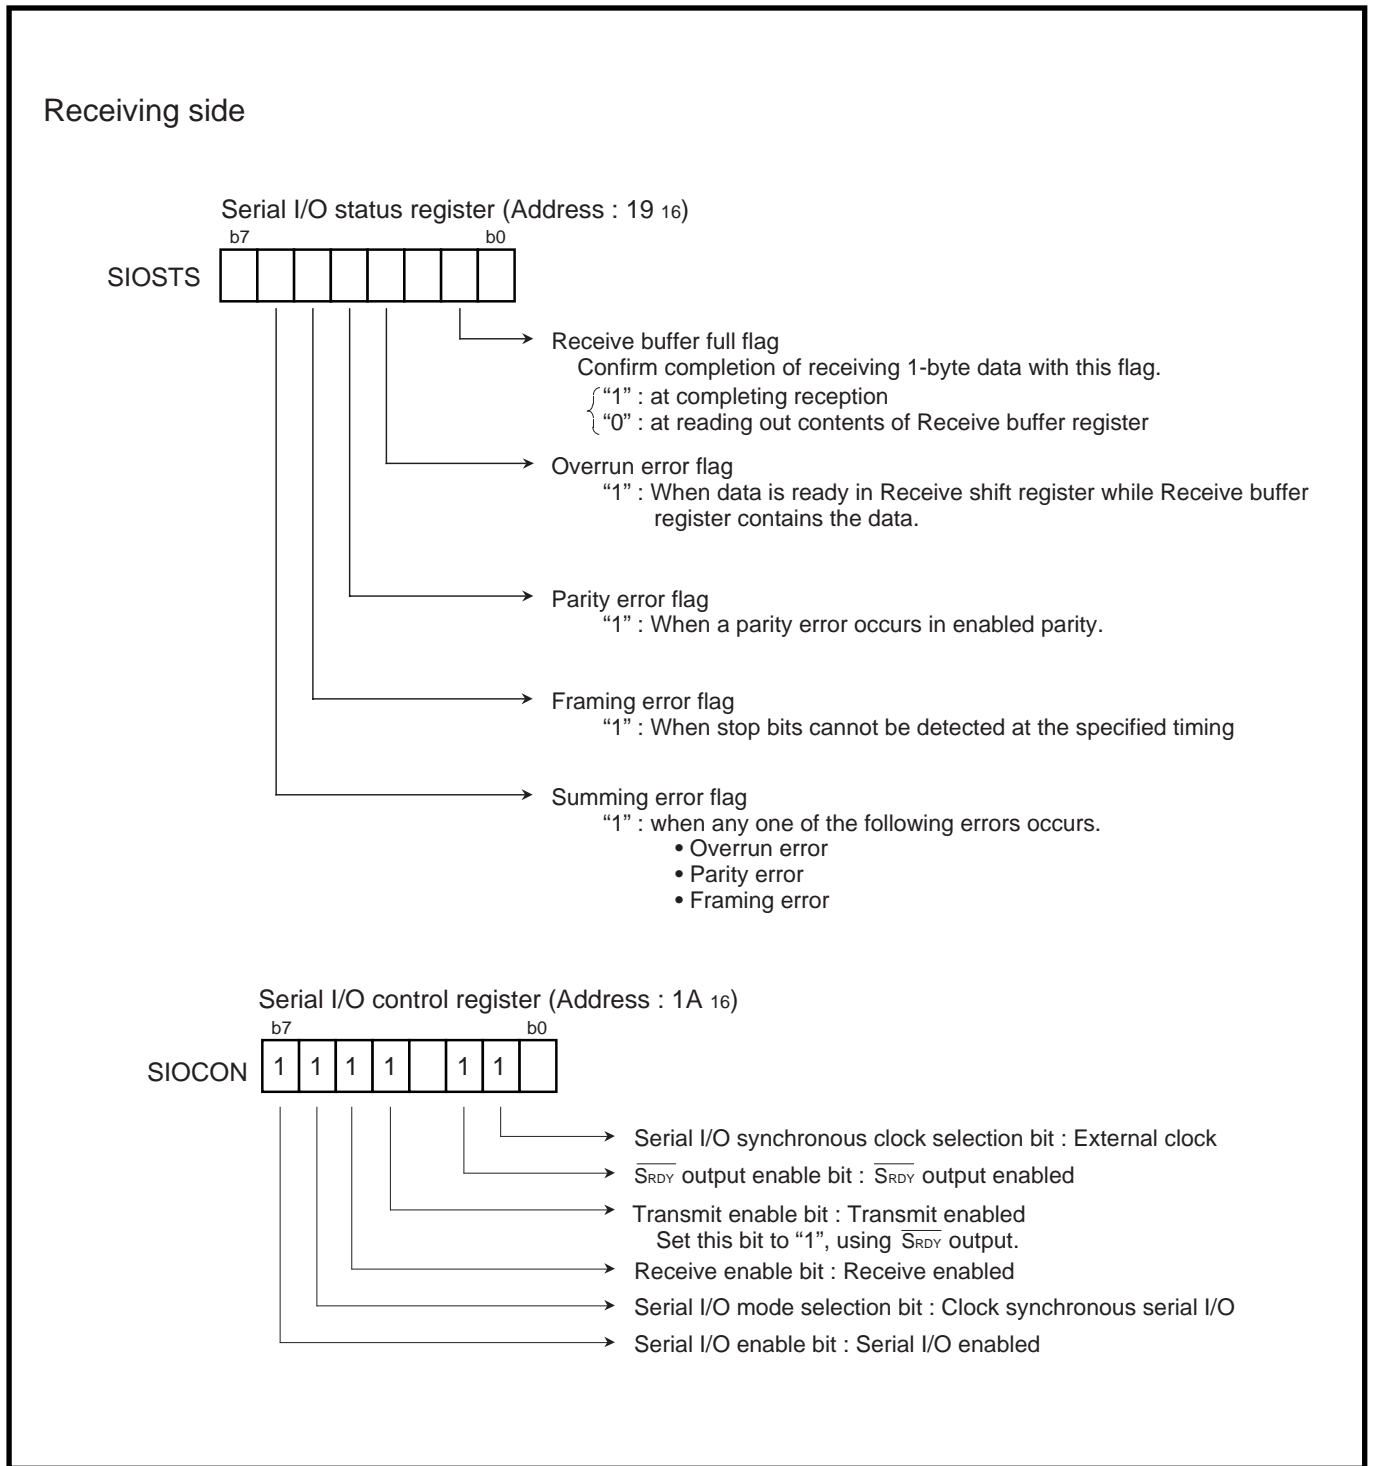 Receiving side
Serial I/O status register (Address : 19 16)
b7 b0
SIOSTS
Receive buffer full flag
Confirm completion of receiving 1-byte data with this flag.
“1” : at completing reception
“0” : at reading out contents of Receive buffer register
Overrun error flag
“1” : When data is ready in Receive shift register while Receive buffer
register contains the data.
Parity error flag
“1” : When a parity error occurs in enabled parity.
Framing error flag
“1” : When stop bits cannot be detected at the specified timing
Summing error flag
“1” : when any one of the following errors occurs.
• Overrun error
• Parity error
• Framing error
Serial I/O control register (Address : 1A 16)
b7 b0
SIOCON 1 1 1 1 1 1
Serial I/O synchronous clock selection bit : External clock
S̅R̅D̅Y̅ output enable bit : S̅R̅D̅Y̅ output enabled
Transmit enable bit : Transmit enabled
Set this bit to “1”, using S̅R̅D̅Y̅ output.
Receive enable bit : Receive enabled
Serial I/O mode selection bit : Clock synchronous serial I/O
Serial I/O enable bit : Serial I/O enabled